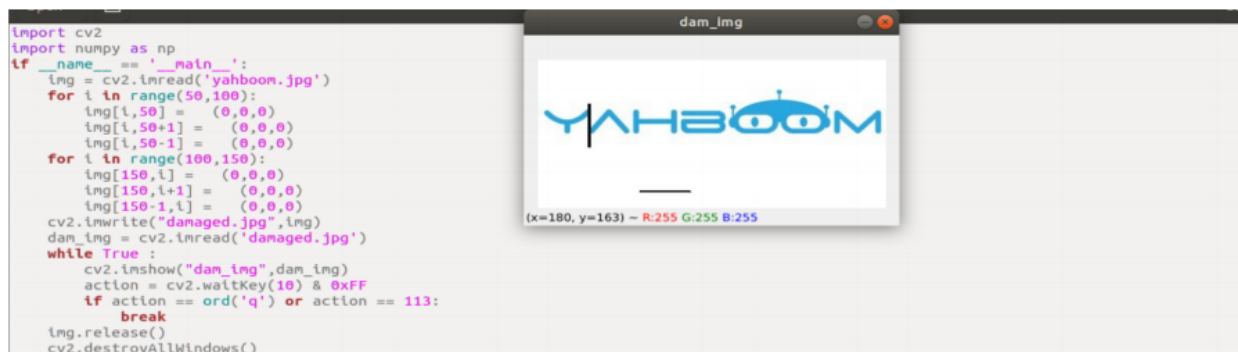 import cv2
import numpy as np
if __name__ == '__main__':
    img = cv2.imread('yahboom.jpg')
    for i in range(50,100):
        img[i,50] =   (0,0,0)
        img[i,50+1] =   (0,0,0)
        img[i,50-1] =   (0,0,0)
    for i in range(100,150):
        img[150,i] =   (0,0,0)
        img[150,i+1] =   (0,0,0)
        img[150-1,i] =   (0,0,0)
    cv2.imwrite("damaged.jpg",img)
    dam_img = cv2.imread('damaged.jpg')
    while True :
        cv2.imshow("dam_img",dam_img)
        action = cv2.waitKey(10) & 0xFF
        if action == ord('q') or action == 113:
            break
    img.release()
    cv2.destroyAllWindows()
dam_img
YAHBOOM
(x=180, y=163) ~ R:255 G:255 B:255